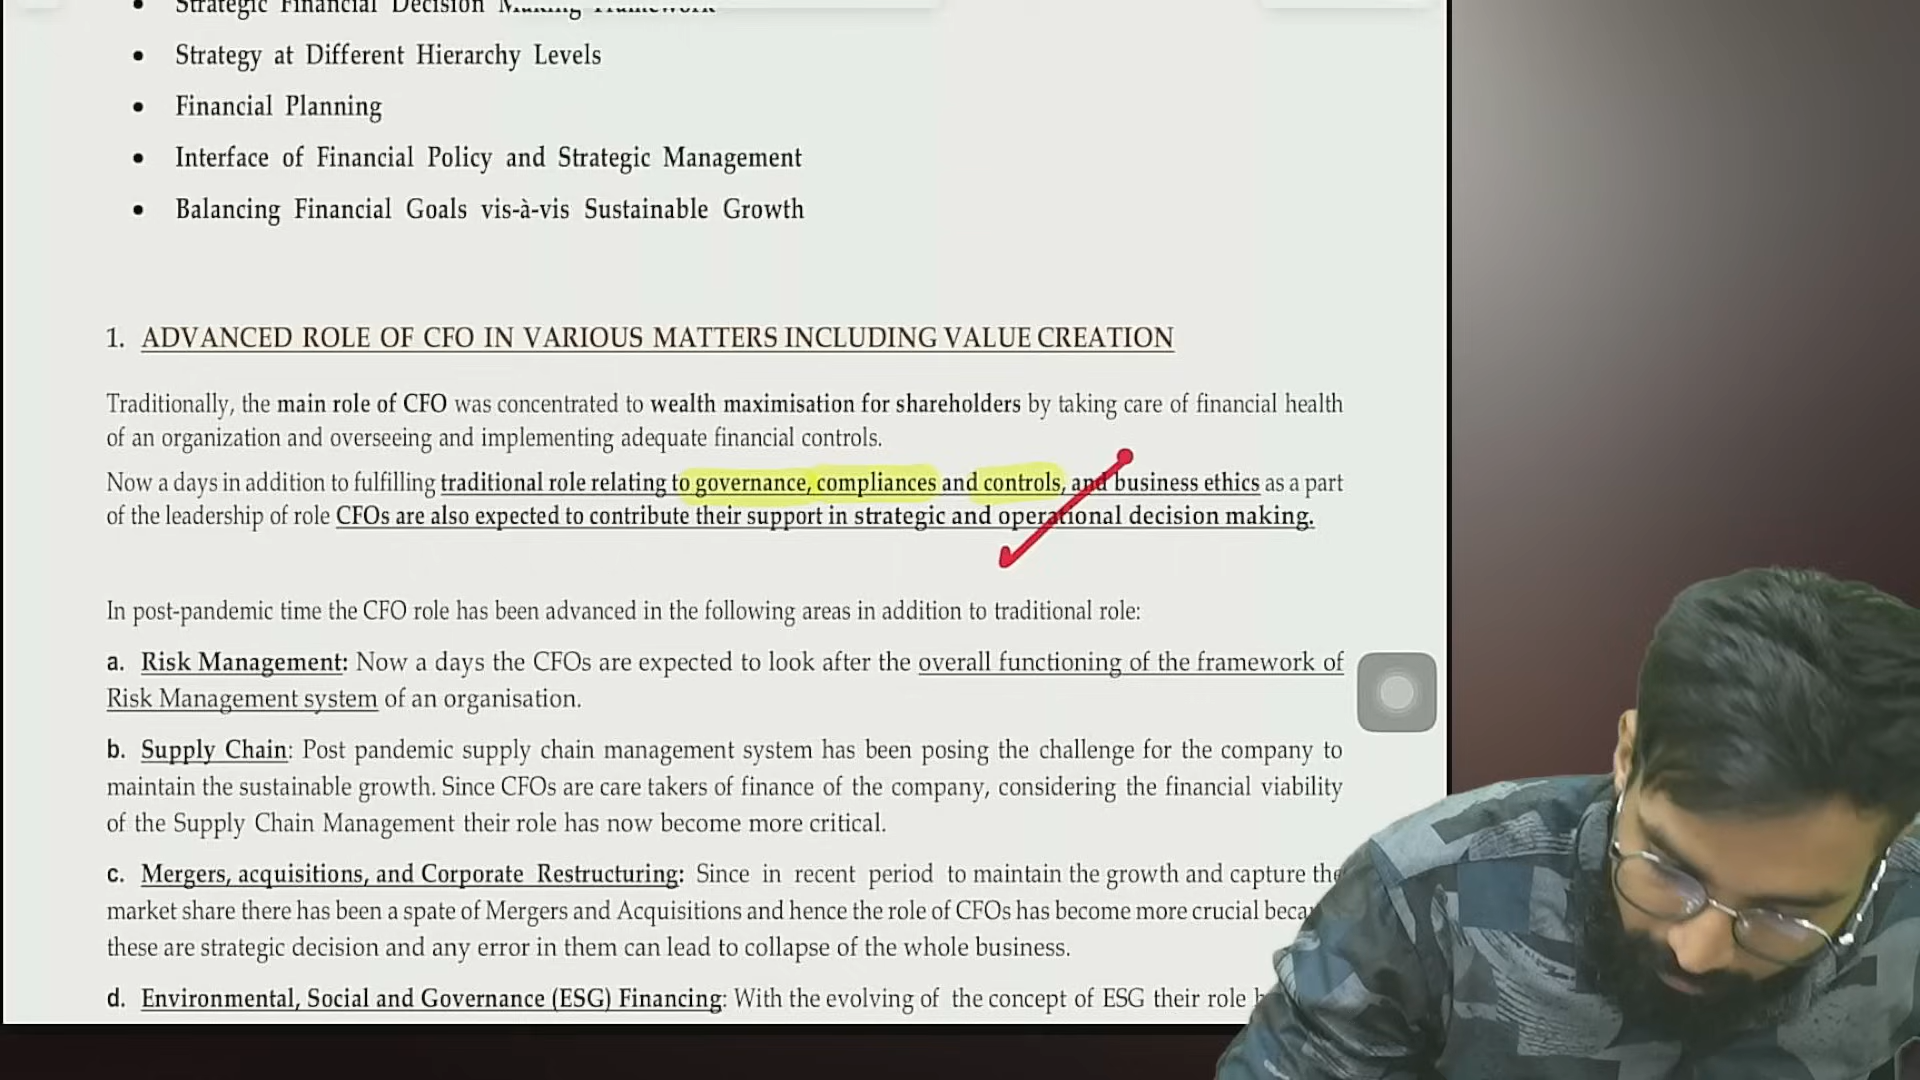 Strategic Financial Decision Making Framework
Strategy at Different Hierarchy Levels
Financial Planning
Interface of Financial Policy and Strategic Management
Balancing Financial Goals vis-à-vis Sustainable Growth
1. ADVANCED ROLE OF CFO IN VARIOUS MATTERS INCLUDING VALUE CREATION
Traditionally, the main role of CFO was concentrated to wealth maximisation for shareholders by taking care of financial health
of an organization and overseeing and implementing adequate financial controls.
Now a days in addition to fulfilling traditional role relating to governance, compliances and controls, and business ethics as a part
of the leadership of role CFOs are also expected to contribute their support in strategic and operational decision making.
In post-pandemic time the CFO role has been advanced in the following areas in addition to traditional role:
a. Risk Management: Now a days the CFOs are expected to look after the overall functioning of the framework of
Risk Management system of an organisation.
b. Supply Chain: Post pandemic supply chain management system has been posing the challenge for the company to
maintain the sustainable growth. Since CFOs are care takers of finance of the company, considering the financial viability
of the Supply Chain Management their role has now become more critical.
c. Mergers, acquisitions, and Corporate Restructuring: Since in recent period to maintain the growth and capture the
market share there has been a spate of Mergers and Acquisitions and hence the role of CFOs has become more crucial
these are strategic decision and any error in them can lead to collapse of the whole business.
d. Environmental, Social and Governance (ESG) Financing: With the evolving of the concept of ESG their role